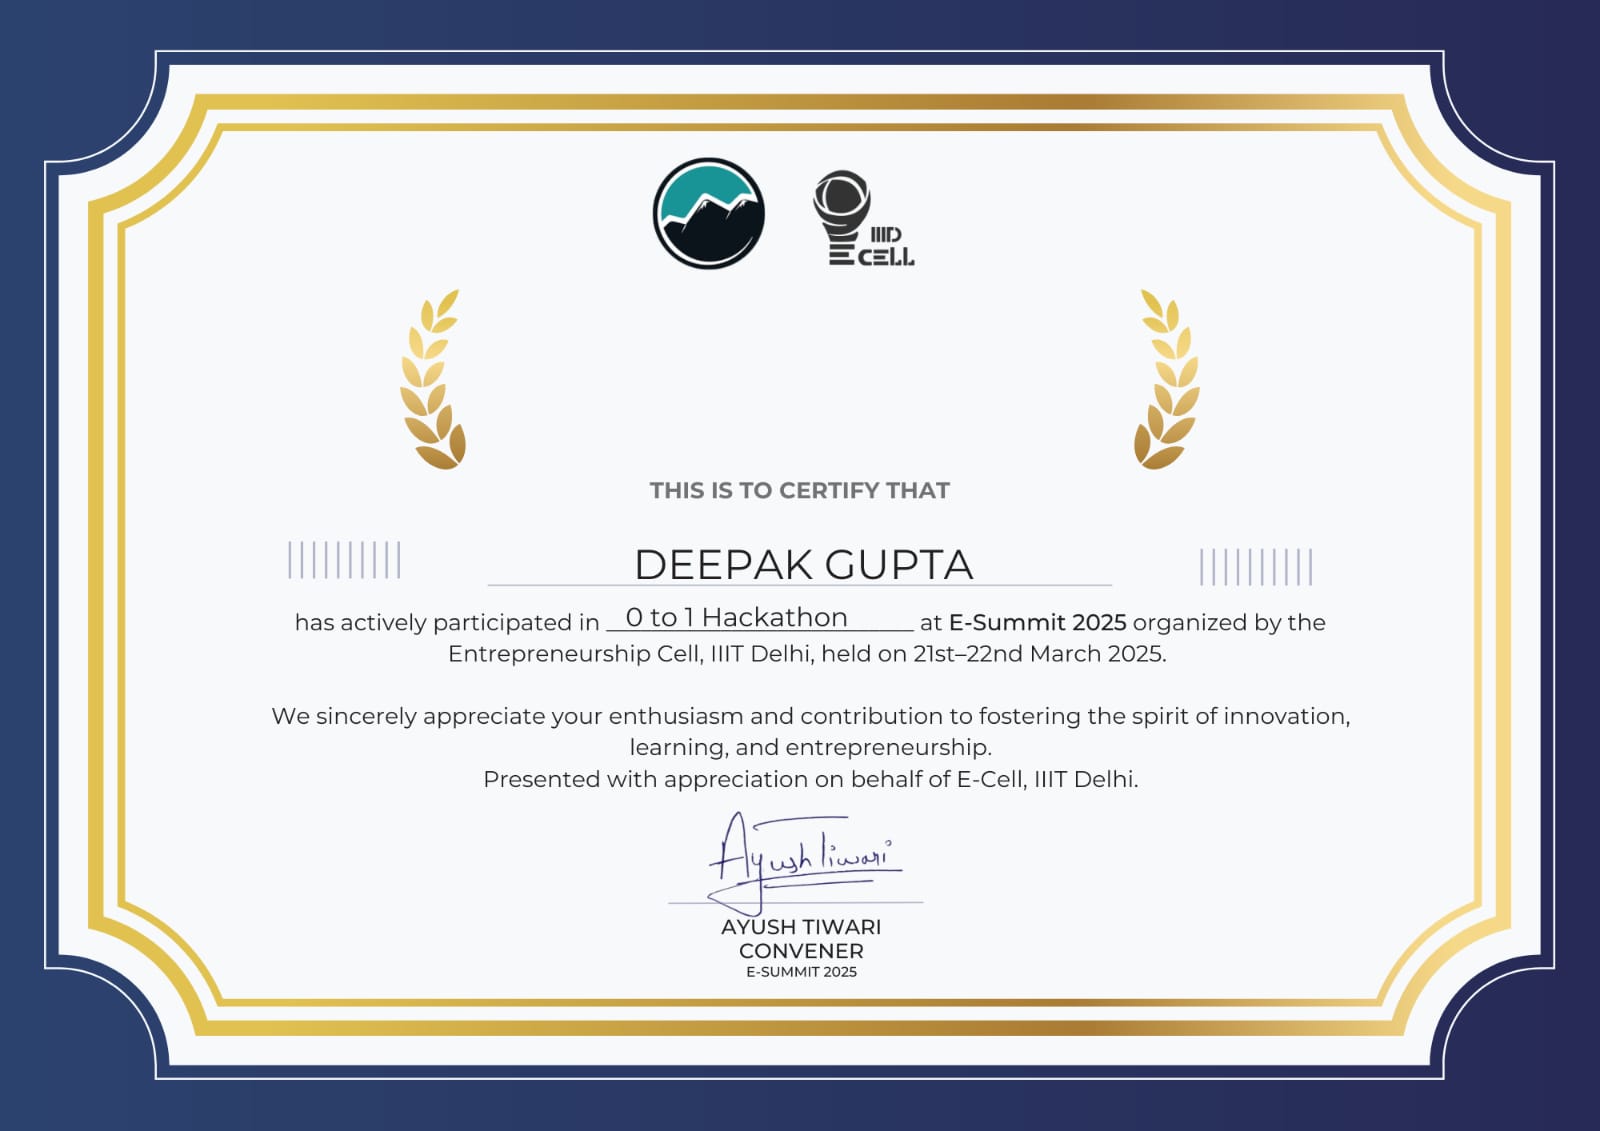 IIID
E CELL
THIS IS TO CERTIFY THAT
DEEPAK GUPTA
has actively participated in 0 to 1 Hackathon at E-Summit 2025 organized by the
Entrepreneurship Cell, IIIT Delhi, held on 21st–22nd March 2025.
We sincerely appreciate your enthusiasm and contribution to fostering the spirit of innovation,
learning, and entrepreneurship.
Presented with appreciation on behalf of E-Cell, IIIT Delhi.
Ayush Tiwari
AYUSH TIWARI
CONVENER
E-SUMMIT 2025